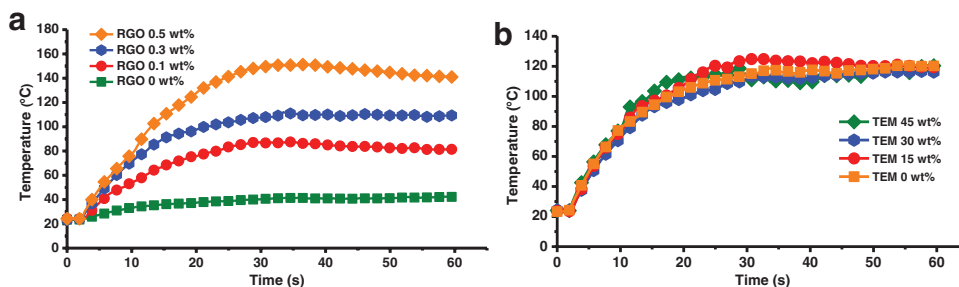 a
RGO 0.5 wt%
RGO 0.3 wt%
RGO 0.1 wt%
RGO 0 wt%
Temperature (°C)
180
160
140
120
100
80
60
40
20
0
0 10 20 30 40 50 60
Time (s)
b
Temperature (°C)
140
120
100
80
60
40
20
0
TEM 45 wt%
TEM 30 wt%
TEM 15 wt%
TEM 0 wt%
0 10 20 30 40 50 60
Time (s)